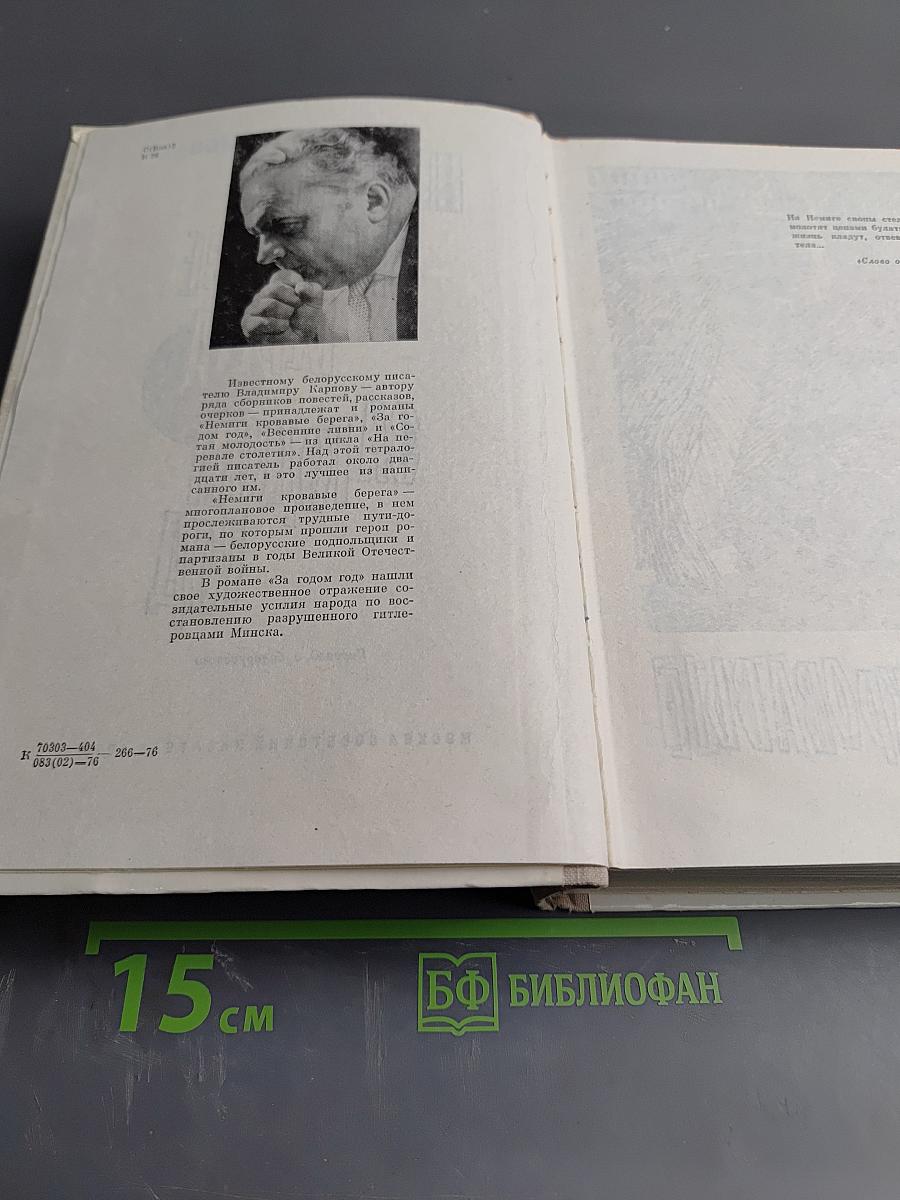 Известному белорусскому писа-
телю Владимиру Карпову — автору
ряда сборников повестей, рассказов,
очерков — принадлежат и романы
«Немиги кровавые берега», «За го-
дом год», «Весенние ливни» и «Со-
тая молодость» — из цикла «На пе-
ревале столетия». Над этой тетрало-
гией писатель работал около два-
дцати лет, и это лучшее из напи-
санного им.
«Немиги кровавые берега» —
многоплановое произведение, в нем
прослеживаются трудные пути-до-
роги, по которым прошли герои ро-
мана — белорусские подпольщики и
партизаны в годы Великой Отечест-
венной войны.
В романе «За годом год» нашли
свое художественное отражение со-
зидательные усилия народа по вос-
становлению разрушенного гитле-
ровцами Минска.
К 70303—404
083(02)—76 — 266—76
На Немиге снопы
молотят цепами
жизнь кладут,
тела...
«Слово о
15 см
БФ БИБЛИОФАН